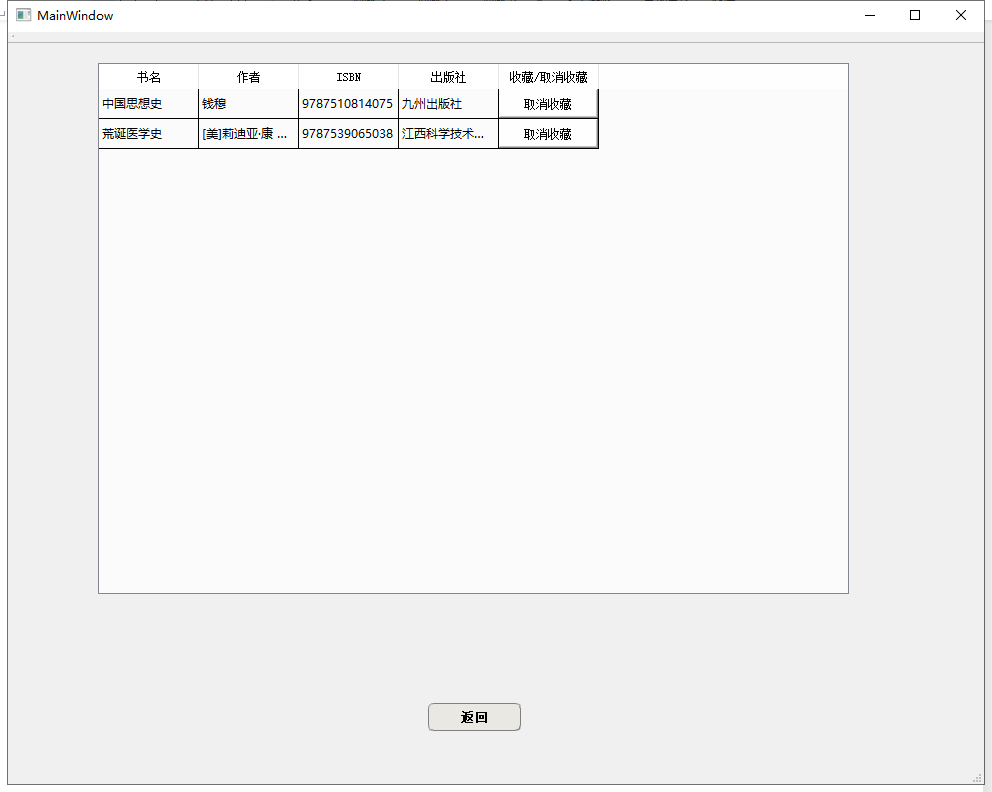 MainWindow
书名 作者 ISBN 出版社 收藏/取消收藏
中国思想史 钱穆 9787510814075 九州出版社 取消收藏
荒诞医学史 [美]莉迪亚·康 ... 9787539065038 江西科学技术... 取消收藏
返回